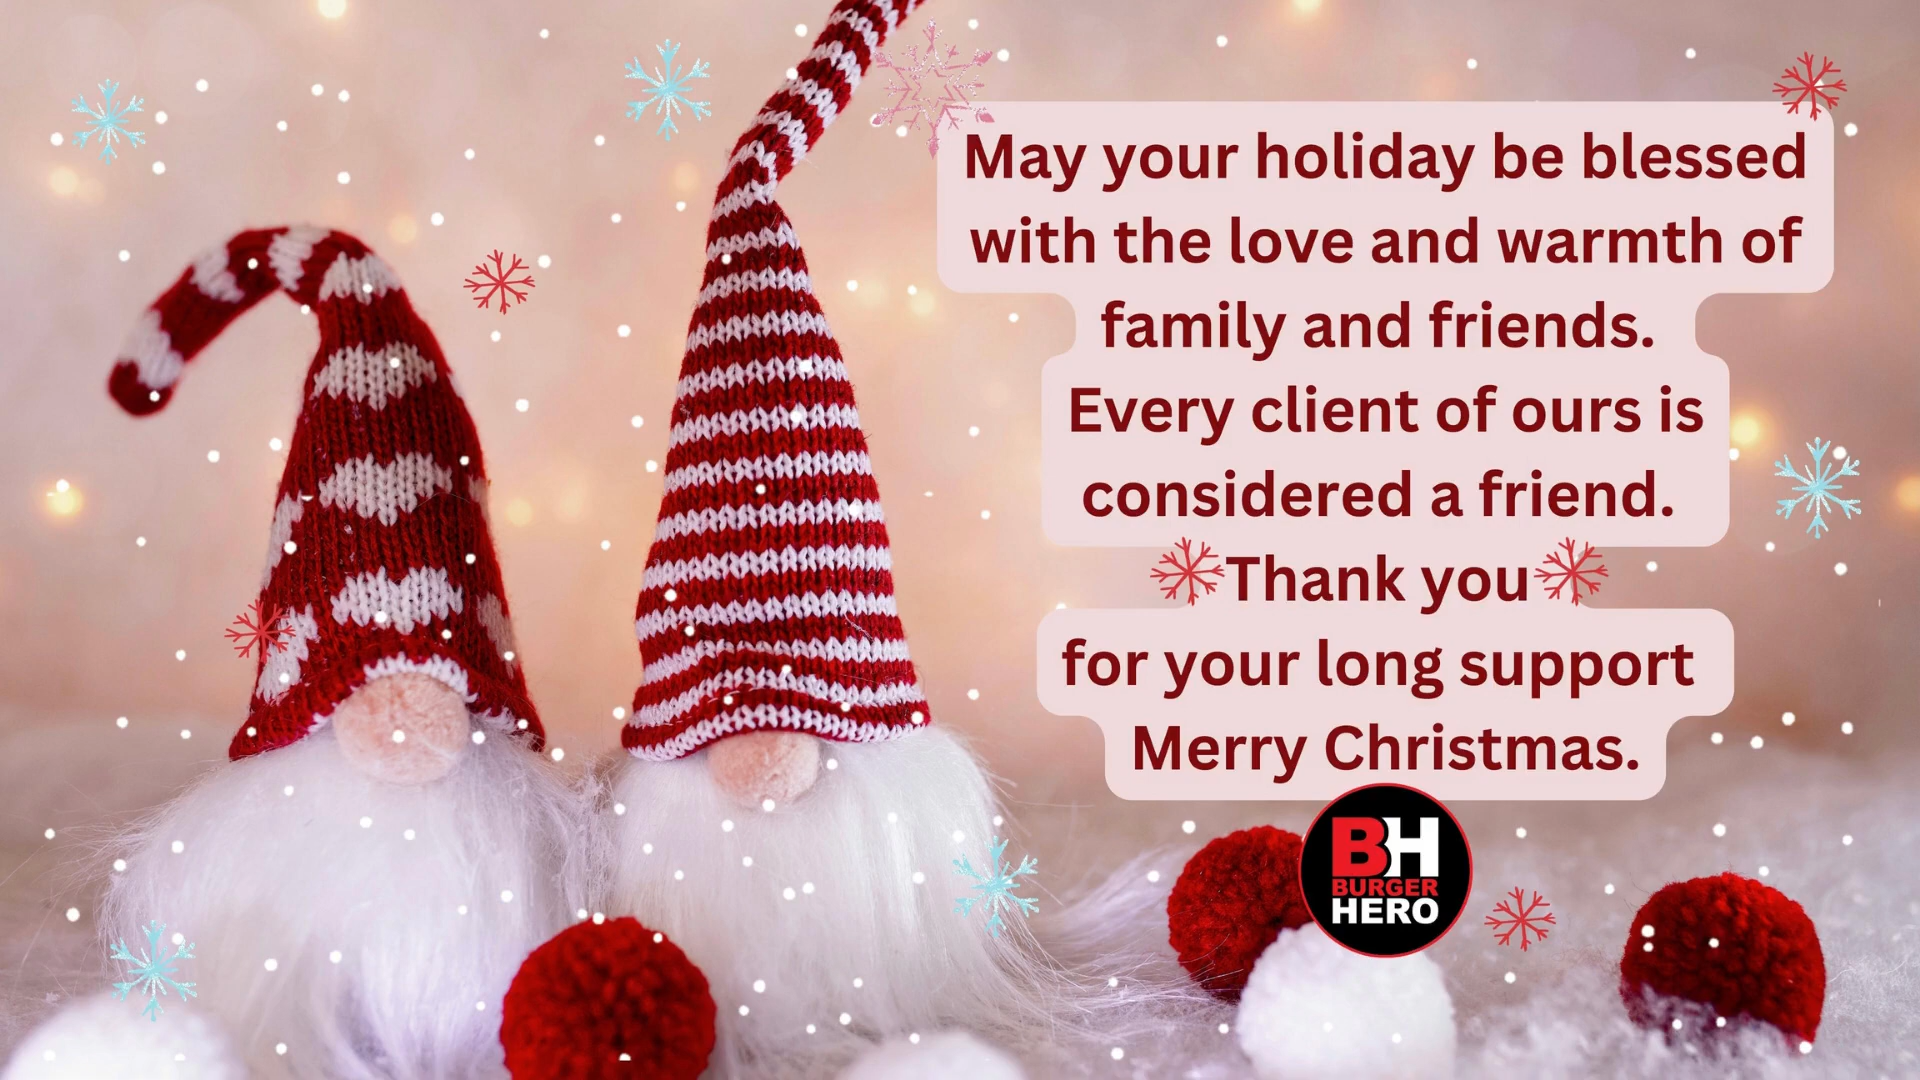 May your holiday be blessed
with the love and warmth of
family and friends.
Every client of ours is
considered a friend.
Thank you
for your long support
Merry Christmas.
BH
BURGER
HERO